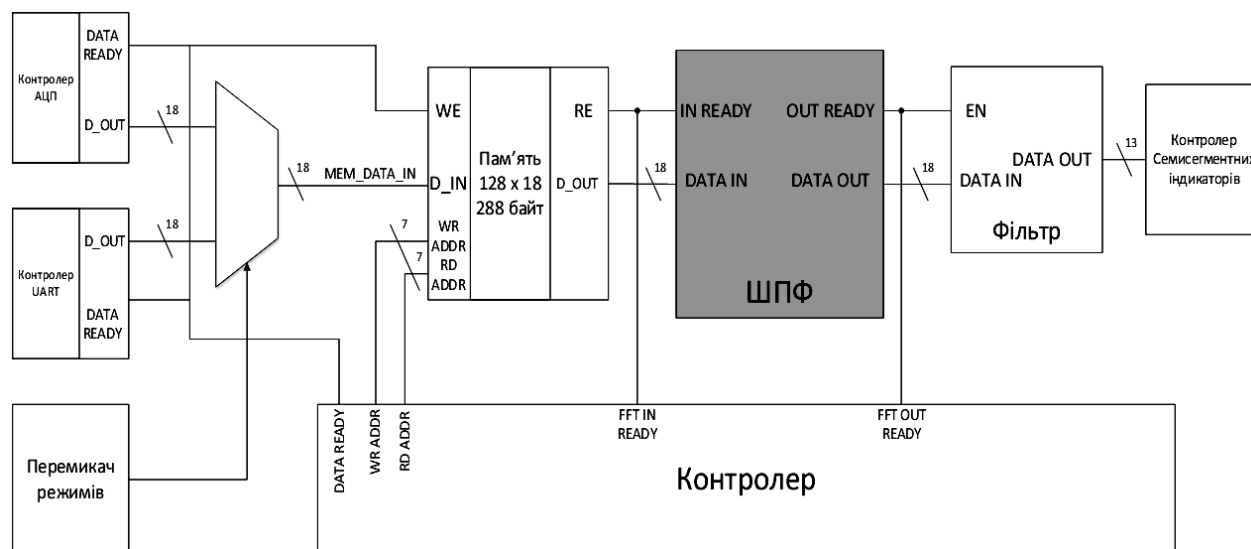 Контролер
АЦП
DATA
READY
D_OUT
18
18
MEM_DATA_IN
Контролер
UART
D_OUT
18
DATA
READY
Перемикач
режимів
WE
D_IN
WR
ADDR
RD
ADDR
7
7
Пам'ять
128 x 18
288 байт
RE
D_OUT
18
IN READY
OUT READY
DATA IN
DATA OUT
ШПФ
18
EN
DATA OUT
DATA IN
Фільтр
13
Контролер
Семисегментних
індикаторів
DATA READY
WR ADDR
RD ADDR
FFT IN
READY
FFT OUT
READY
Контролер